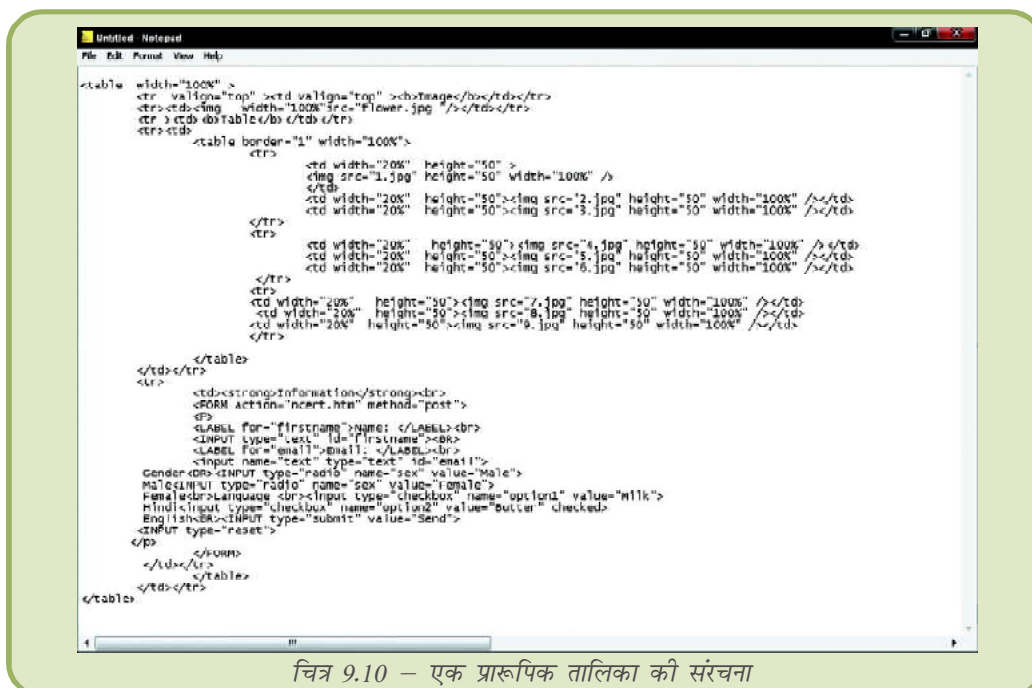 Untitled - Notepad
File Edit Format View Help
<table width="100%" >
<tr valign="top" ><td valign="top" ><b>Image</b></td></tr>
<tr><td><img width="100%"src="flower.jpg "/></td></tr>
<tr ><td><b>Table</b></td></tr>
<tr><td>
<table border="1" width="100%">
<tr>
<td width="20%" height="50" >
<img src="1.jpg" height="50" width="100%" />
</td>
<td width="20%" height="50"><img src="2.jpg" height="50" width="100%" /></td>
<td width="20%" height="50"><img src="3.jpg" height="50" width="100%" /></td>
</tr>
<tr>
<td width="20%" height="50"><img src="4.jpg" height="50" width="100%" /></td>
<td width="20%" height="50"><img src="5.jpg" height="50" width="100%" /></td>
<td width="20%" height="50"><img src="6.jpg" height="50" width="100%" /></td>
</tr>
<tr>
<td width="20%" height="50"><img src="7.jpg" height="50" width="100%" /></td>
<td width="20%" height="50"><img src="8.jpg" height="50" width="100%" /></td>
<td width="20%" height="50"><img src="9.jpg" height="50" width="100%" /></td>
</tr>
</table>
</td></tr>
<tr>
<td><strong>Information</strong><br>
<FORM action="ncert.htm" method="post">
<P>
<LABEL for="firstname">Name: </LABEL><br>
<INPUT type="text" id="firstname"><BR>
<LABEL for="email">Email: </LABEL><br>
<input name="text" type="text" id="email">
Gender<BR><INPUT type="radio" name="sex" value="Male">
Male<INPUT type="radio" name="sex" value="Female">
Female<br>Language <br><input type="checkbox" name="option1" value="Milk">
Hindi<input type="checkbox" name="option2" value="Butter" checked>
English<BR><INPUT type="submit" value="Send">
<INPUT type="reset">
</p>
</FORM>
</td></tr>
</table>
</td></tr>
</table>
चित्र 9.10 – एक प्रारूपिक तालिका की संरचना